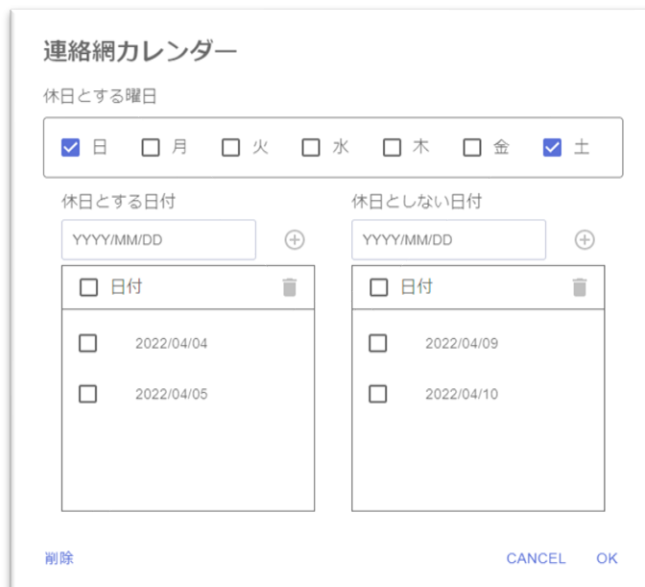 連絡網カレンダー
休日とする曜日
日 月 火 水 木 金 土
休日とする日付
YYYY/MM/DD
日付
2022/04/04
2022/04/05
休日としない日付
YYYY/MM/DD
日付
2022/04/09
2022/04/10
削除 CANCEL OK